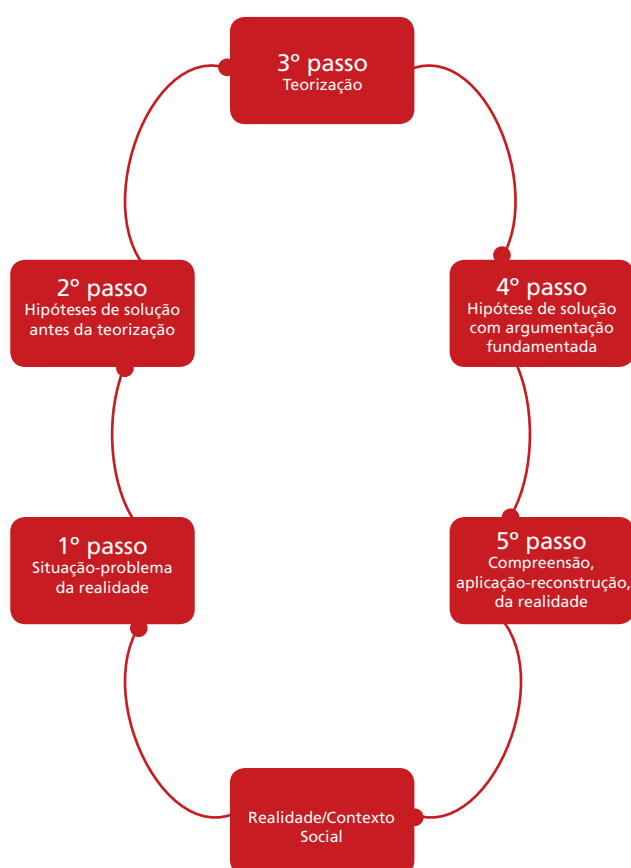 3º passo
Teorização
2º passo
Hipóteses de solução
antes da teorização
4º passo
Hipótese de solução
com argumentação
fundamentada
1º passo
Situação-problema
da realidade
5º passo
Compreensão,
aplicação-reconstrução,
da realidade
Realidade/Contexto
Social